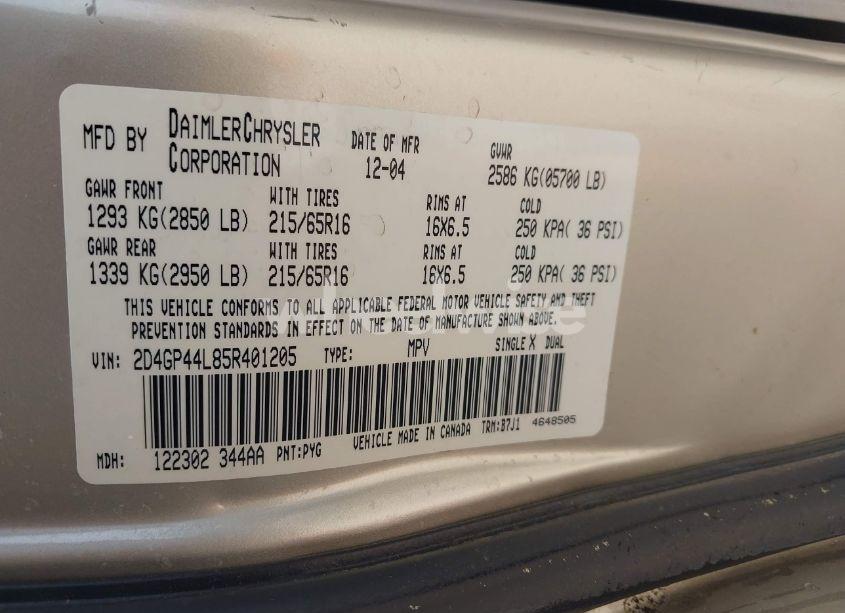 MFD BY DAIMLERCHRYSLER CORPORATION DATE OF MFR 12-04 GVWR 2586 KG(05700 LB)
GAWR FRONT WITH TIRES RIMS AT COLD
1293 KG(2850 LB) 215/65R16 16X6.5 250 KPA( 36 PSI)
GAWR REAR WITH TIRES RIMS AT COLD
1339 KG(2950 LB) 215/65R16 16X6.5 250 KPA( 36 PSI)
THIS VEHICLE CONFORMS TO ALL APPLICABLE FEDERAL MOTOR VEHICLE SAFETY AND THEFT
PREVENTION STANDARDS IN EFFECT ON THE DATE OF MANUFACTURE SHOWN ABOVE.
VIN: 2D4GP44L85R401205 TYPE: MPV SINGLE X DUAL
MDH: 122302 344AA PNT:PYG VEHICLE MADE IN CANADA TRM:B7J1 4648505